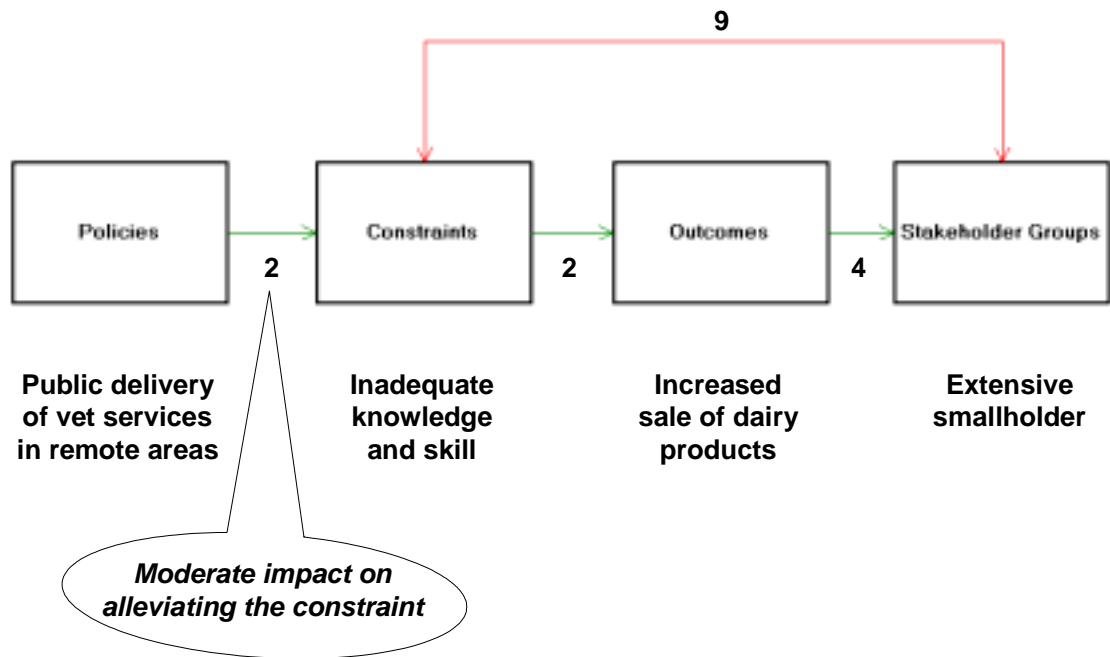 9
Policies
Constraints
Outcomes
Stakeholder Groups
2
2
4
Public delivery
of vet services
in remote areas
Inadequate
knowledge
and skill
Increased
sale of dairy
products
Extensive
smallholder
Moderate impact on
alleviating the constraint